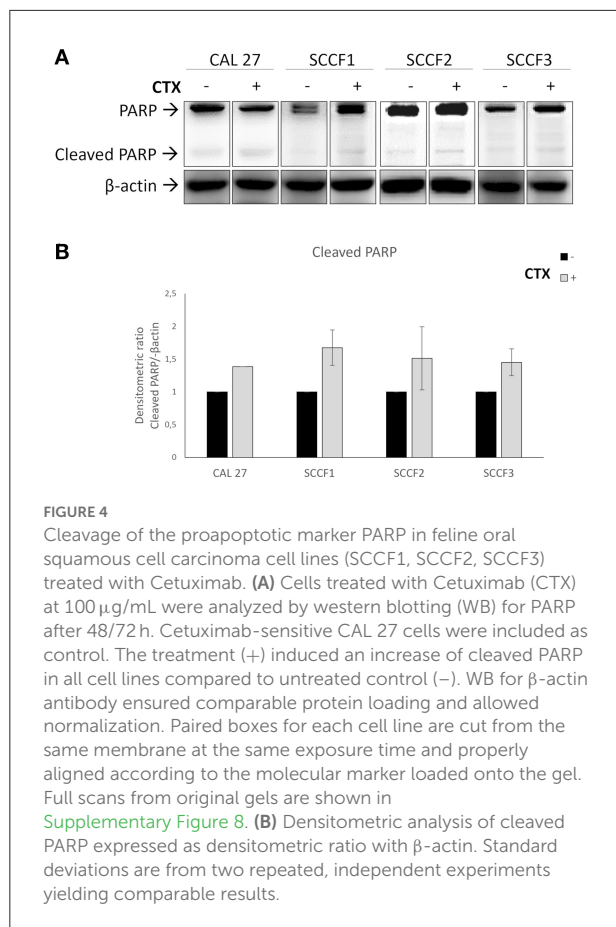 A
CAL 27 SCCF1 SCCF2 SCCF3
CTX - + - + - + - +
PARP →
Cleaved PARP →
β-actin →
B
Cleaved PARP
CTX
-
+
Densitometric ratio
Cleaved PARP/-βactin
2,5
2
1,5
1
0,5
0
CAL 27 SCCF1 SCCF2 SCCF3
FIGURE 4
Cleavage of the proapoptotic marker PARP in feline oral
squamous cell carcinoma cell lines (SCCF1, SCCF2, SCCF3)
treated with Cetuximab. (A) Cells treated with Cetuximab (CTX)
at 100 μg/mL were analyzed by western blotting (WB) for PARP
after 48/72 h. Cetuximab-sensitive CAL 27 cells were included as
control. The treatment (+) induced an increase of cleaved PARP
in all cell lines compared to untreated control (–). WB for β-actin
antibody ensured comparable protein loading and allowed
normalization. Paired boxes for each cell line are cut from the
same membrane at the same exposure time and properly
aligned according to the molecular marker loaded onto the gel.
Full scans from original gels are shown in
Supplementary Figure 8. (B) Densitometric analysis of cleaved
PARP expressed as densitometric ratio with β-actin. Standard
deviations are from two repeated, independent experiments
yielding comparable results.